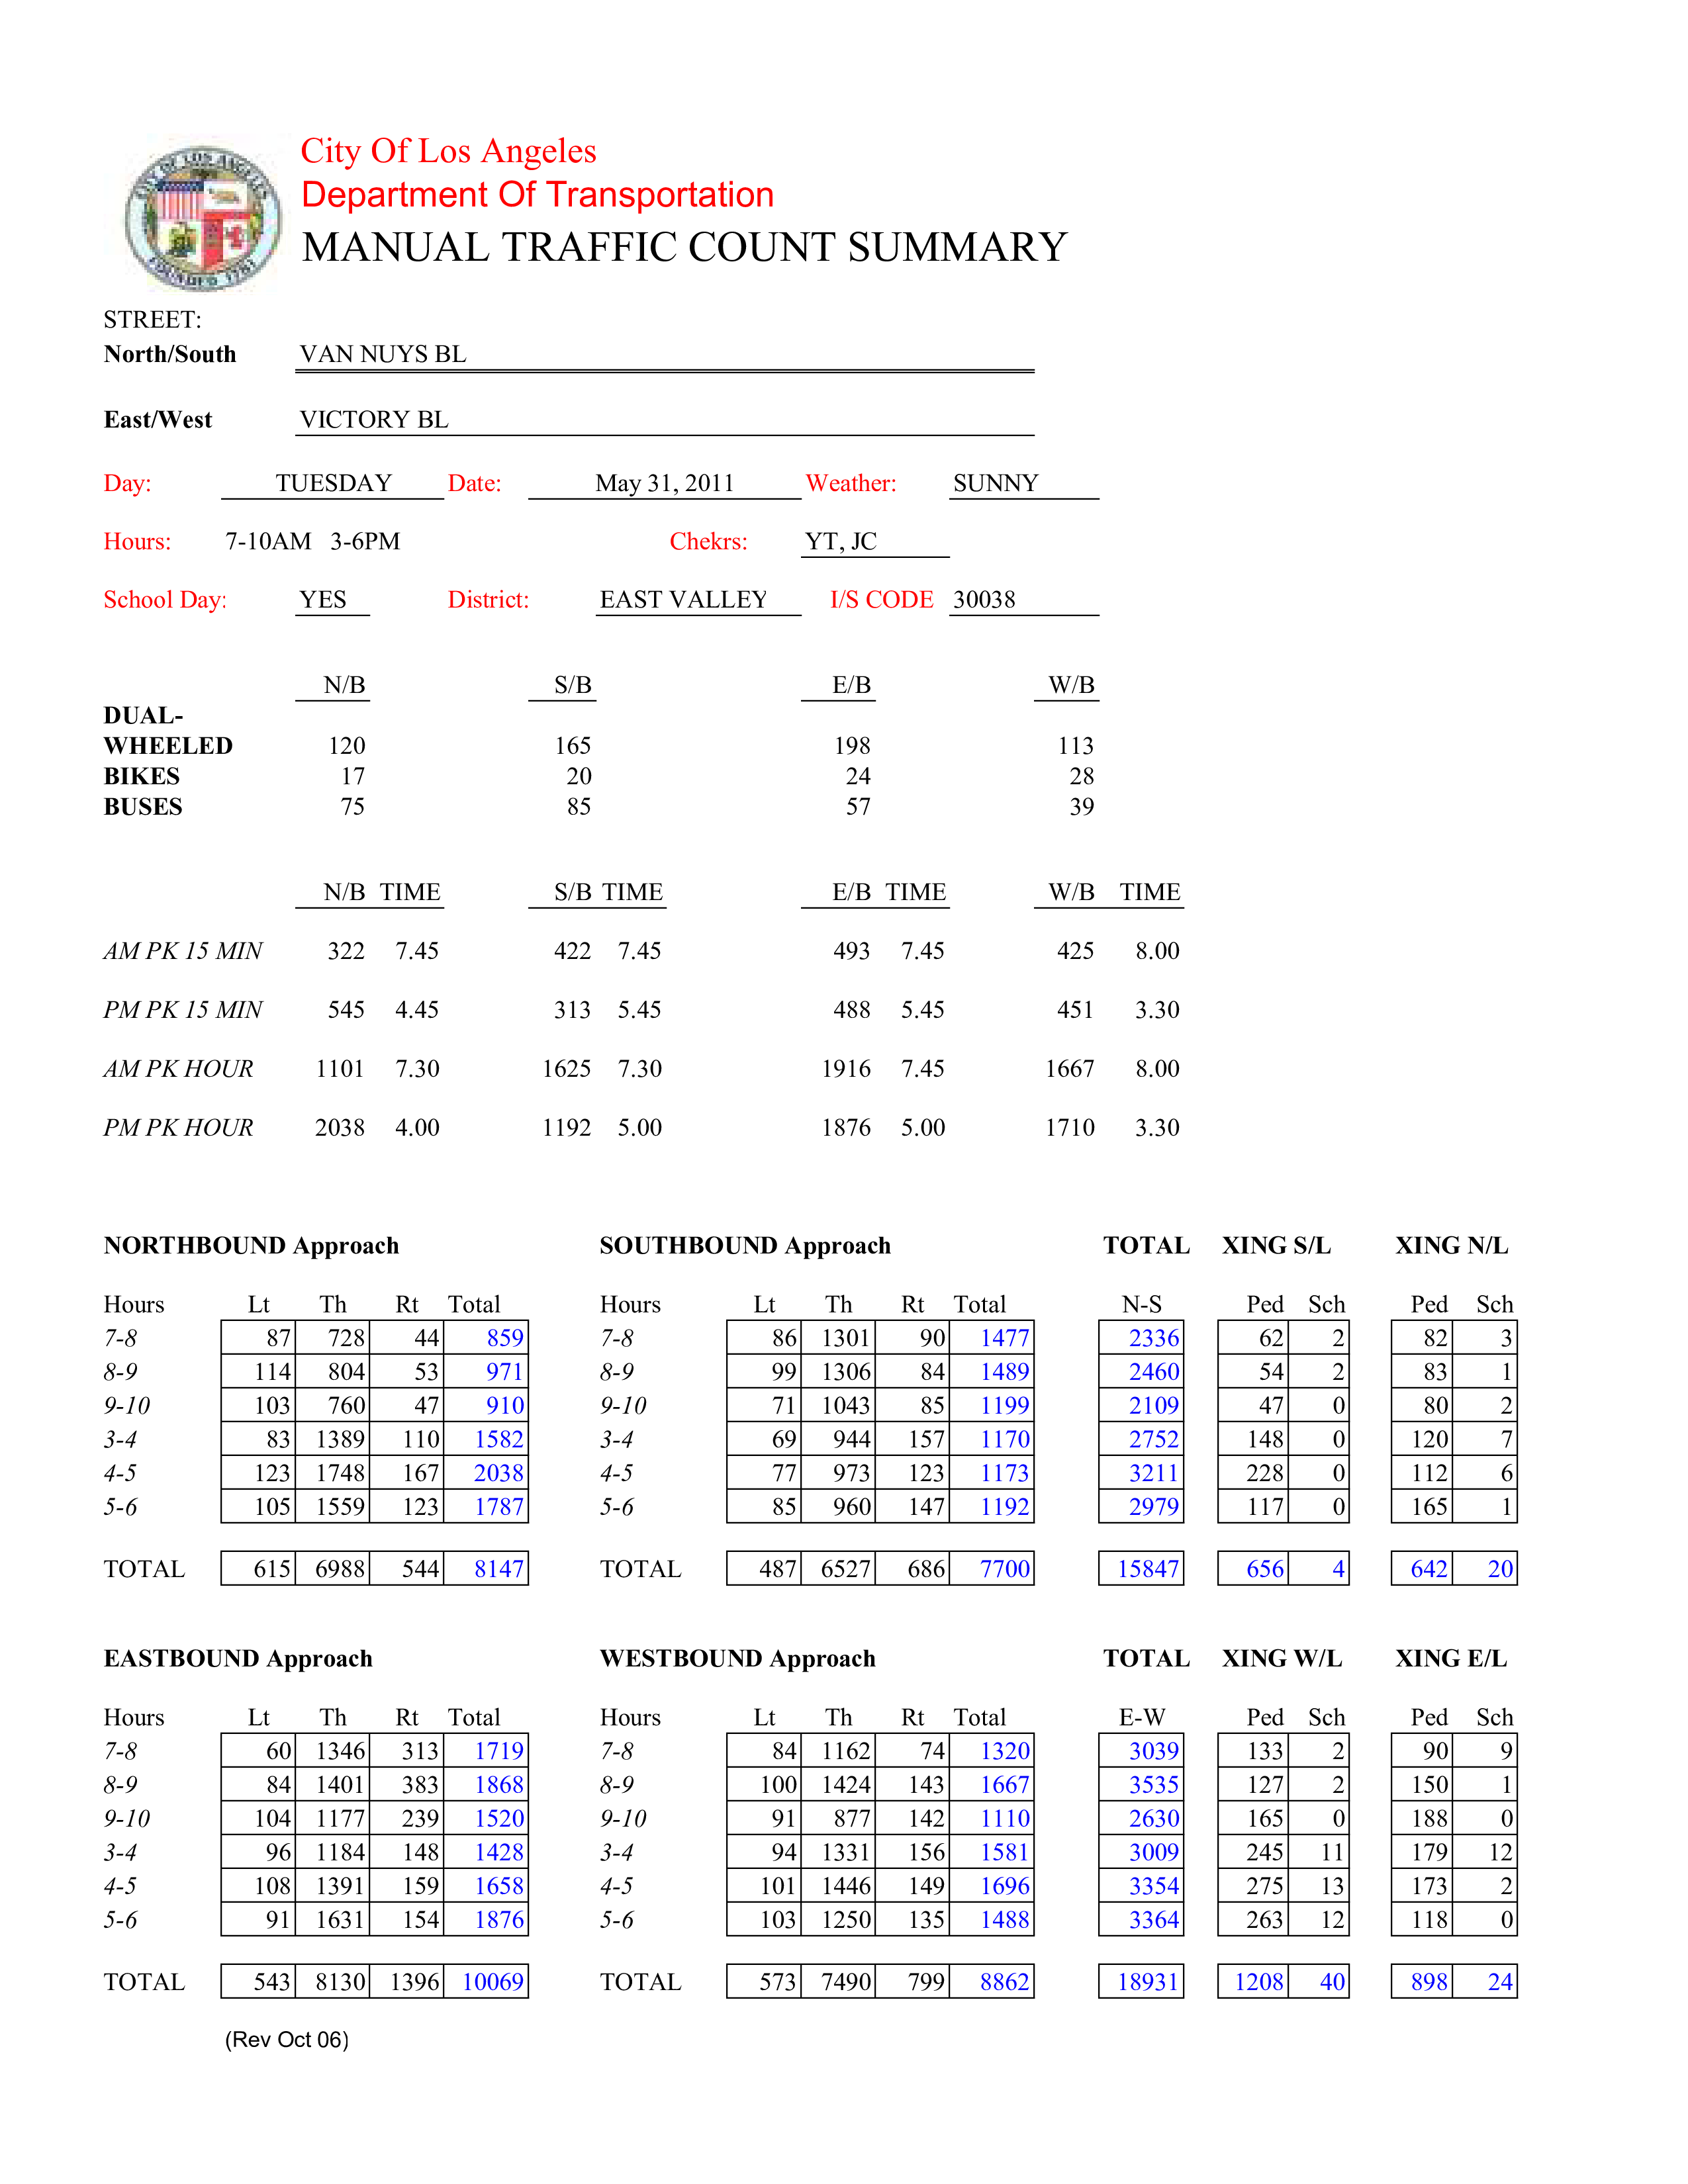 City Of Los Angeles
Department Of Transportation
MANUAL TRAFFIC COUNT SUMMARY
CITY OF LOS ANGELES
FOUNDED 1781
STREET:
North/South VAN NUYS BL
East/West VICTORY BL
Day: TUESDAY Date: May 31, 2011 Weather: SUNNY
Hours: 7-10AM 3-6PM Chekrs: YT, JC
School Day: YES District: EAST VALLEY I/S CODE 30038
N/B S/B E/B W/B
DUAL-
WHEELED 120 165 198 113
BIKES 17 20 24 28
BUSES 75 85 57 39
N/B TIME S/B TIME E/B TIME W/B TIME
AM PK 15 MIN 322 7.45 422 7.45 493 7.45 425 8.00
PM PK 15 MIN 545 4.45 313 5.45 488 5.45 451 3.30
AM PK HOUR 1101 7.30 1625 7.30 1916 7.45 1667 8.00
PM PK HOUR 2038 4.00 1192 5.00 1876 5.00 1710 3.30
NORTHBOUND Approach SOUTHBOUND Approach TOTAL XING S/L XING N/L
Hours Lt Th Rt Total Hours Lt Th Rt Total N-S Ped Sch Ped Sch
7-8 87 728 44 859 7-8 86 1301 90 1477 2336 62 2 82 3
8-9 114 804 53 971 8-9 99 1306 84 1489 2460 54 2 83 1
9-10 103 760 47 910 9-10 71 1043 85 1199 2109 47 0 80 2
3-4 83 1389 110 1582 3-4 69 944 157 1170 2752 148 0 120 7
4-5 123 1748 167 2038 4-5 77 973 123 1173 3211 228 0 112 6
5-6 105 1559 123 1787 5-6 85 960 147 1192 2979 117 0 165 1
TOTAL 615 6988 544 8147 TOTAL 487 6527 686 7700 15847 656 4 642 20
EASTBOUND Approach WESTBOUND Approach TOTAL XING W/L XING E/L
Hours Lt Th Rt Total Hours Lt Th Rt Total E-W Ped Sch Ped Sch
7-8 60 1346 313 1719 7-8 84 1162 74 1320 3039 133 2 90 9
8-9 84 1401 383 1868 8-9 100 1424 143 1667 3535 127 2 150 1
9-10 104 1177 239 1520 9-10 91 877 142 1110 2630 165 0 188 0
3-4 96 1184 148 1428 3-4 94 1331 156 1581 3009 245 11 179 12
4-5 108 1391 159 1658 4-5 101 1446 149 1696 3354 275 13 173 2
5-6 91 1631 154 1876 5-6 103 1250 135 1488 3364 263 12 118 0
TOTAL 543 8130 1396 10069 TOTAL 573 7490 799 8862 18931 1208 40 898 24
(Rev Oct 06)